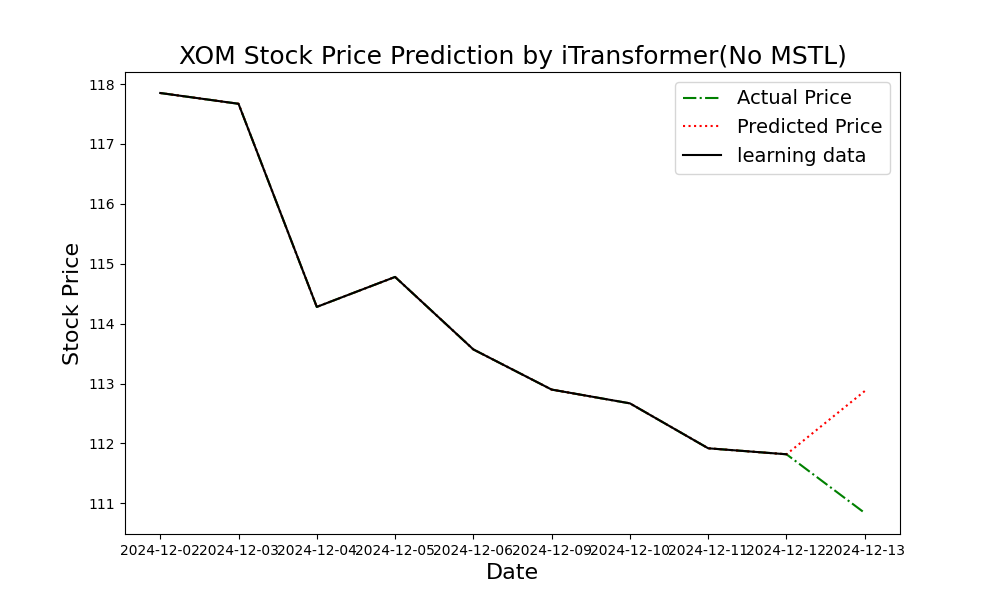 XOM Stock Price Prediction by iTransformer(No MSTL)
118
117
116
115
114
113
112
111
Stock Price
Actual Price
Predicted Price
learning data
2024-12-02 2024-12-03 2024-12-04 2024-12-05 2024-12-06 2024-12-09 2024-12-10 2024-12-11 2024-12-12 2024-12-13
Date